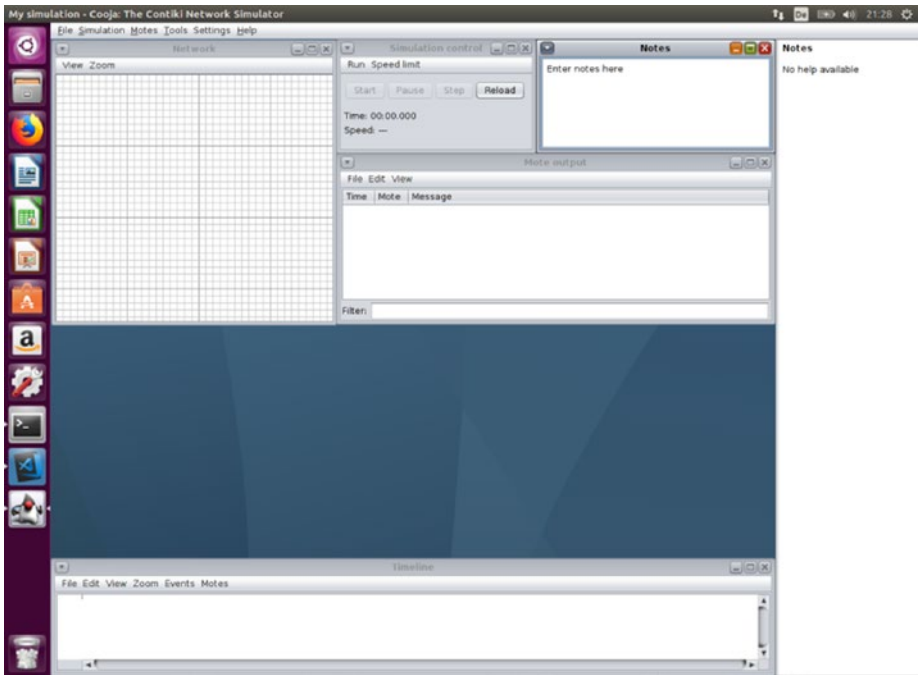 My simulation - Cooja: The Contiki Network Simulator
De
21:28
File Simulation Motes Tools Settings Help
Network
View Zoom
Simulation control
Run Speed limit
Start Pause Step Reload
Time: 00:00.000
Speed: —
Notes
Enter notes here
Notes
No help available
Mote output
File Edit View
Time Mote Message
Filter:
a
Timeline
File Edit View Zoom Events Motes